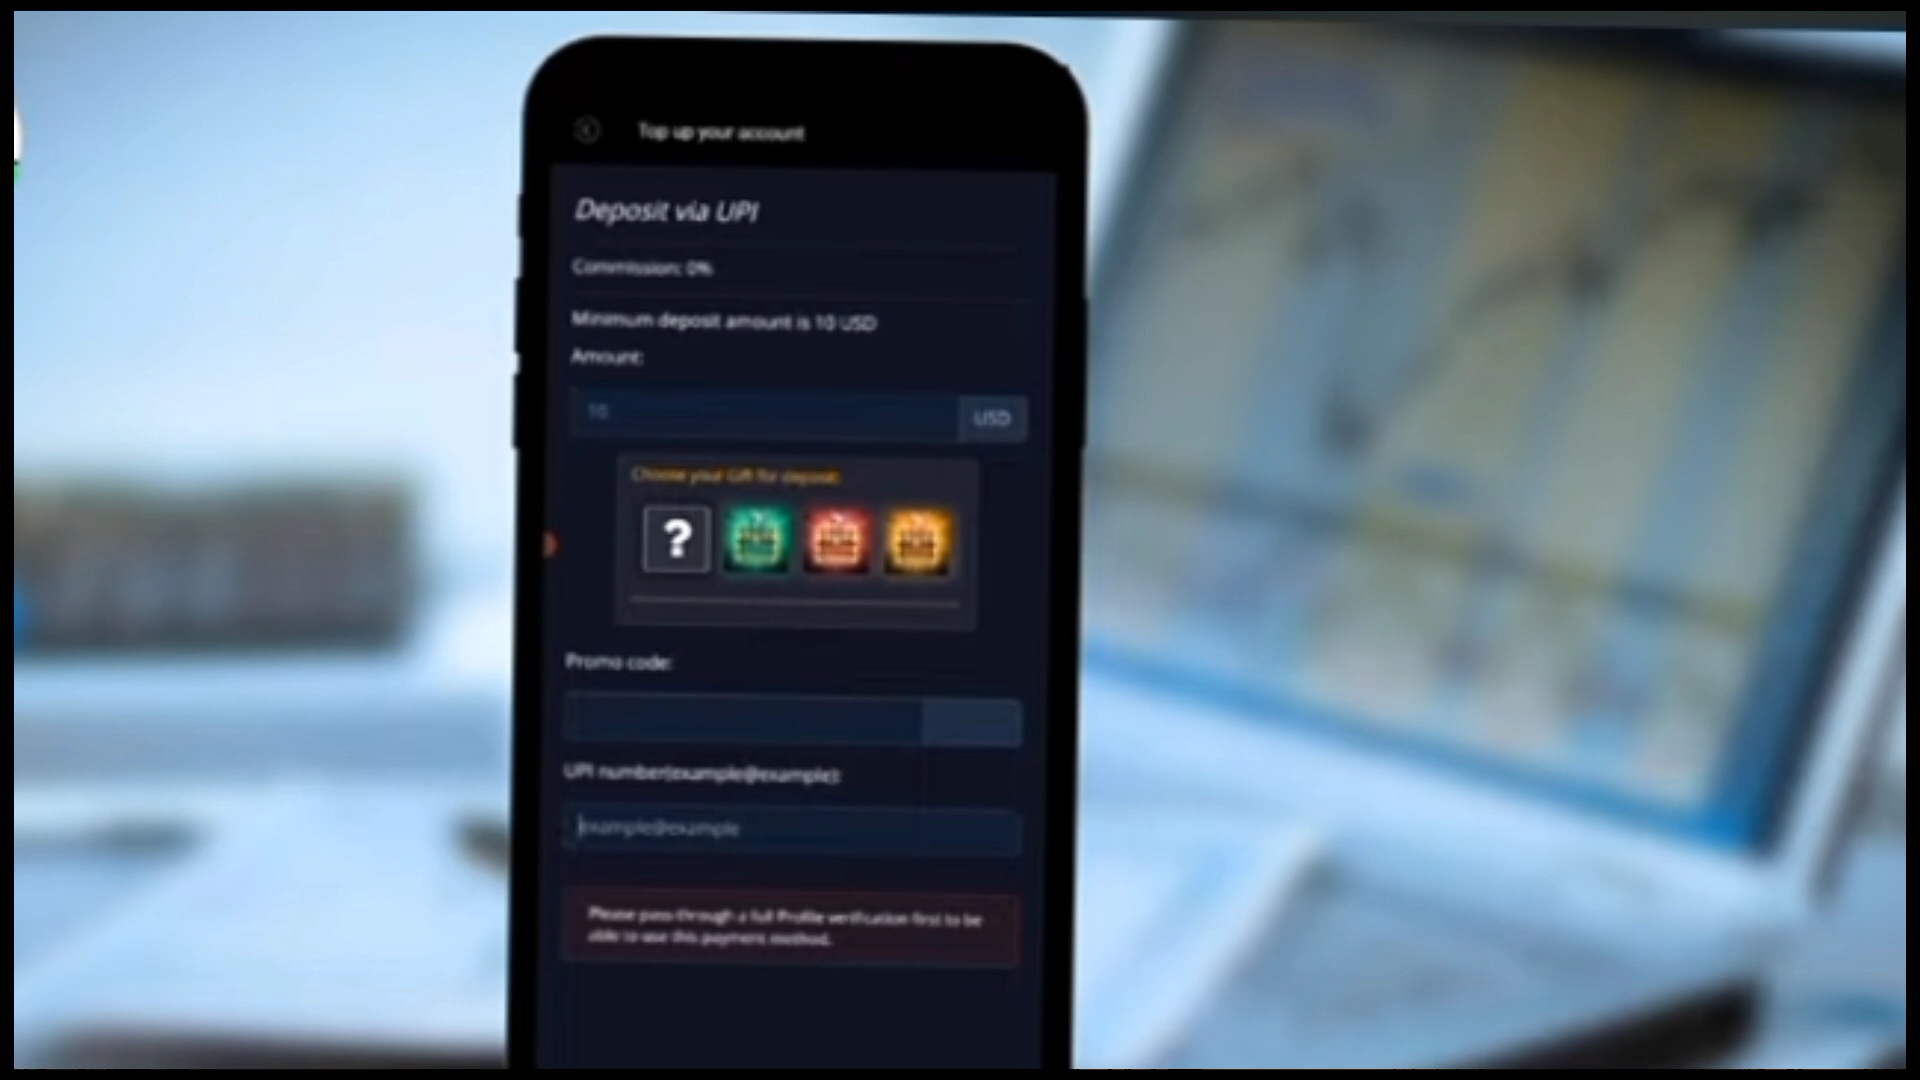 Top up your account
Deposit via UPI
Commission: 0%
Minimum deposit amount is 10 USD
Amount:
10
USD
Choose your Gift for deposit:
?
Promo code:
UPI number(example@example):
example@example
Please pass through a full Profile verification first to be
able to use this payment method.